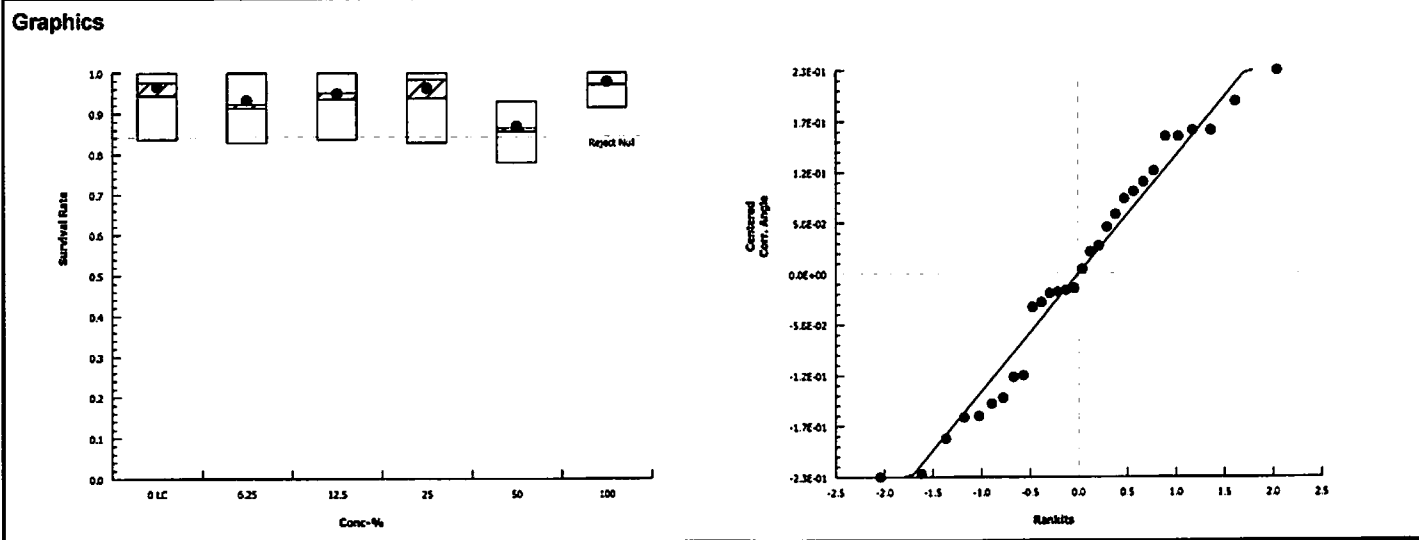 Graphics
1.0
0.9
0.8
0.7
0.6
0.5
0.4
0.3
0.2
0.1
0.0
Survival Rate
Reject Null
0 LC
6.25
12.5
25
50
100
Conc-%
2.3E-01
1.7E-01
1.2E-01
5.6E-02
0.0E+00
-5.6E-02
-1.2E-01
-1.7E-01
-2.3E-01
Centered
Corr. Angle
-2.5
-2.0
-1.5
-1.0
-0.5
0.0
0.5
1.0
1.5
2.0
2.5
Rankits